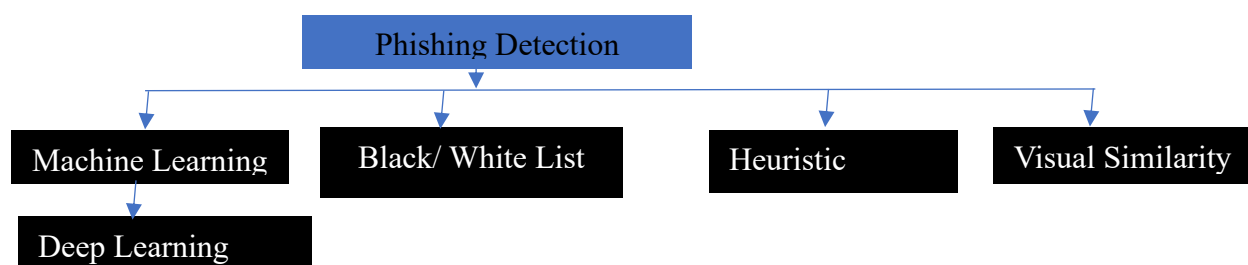 Phishing Detection
Machine Learning
Black/ White List
Heuristic
Visual Similarity
Deep Learning